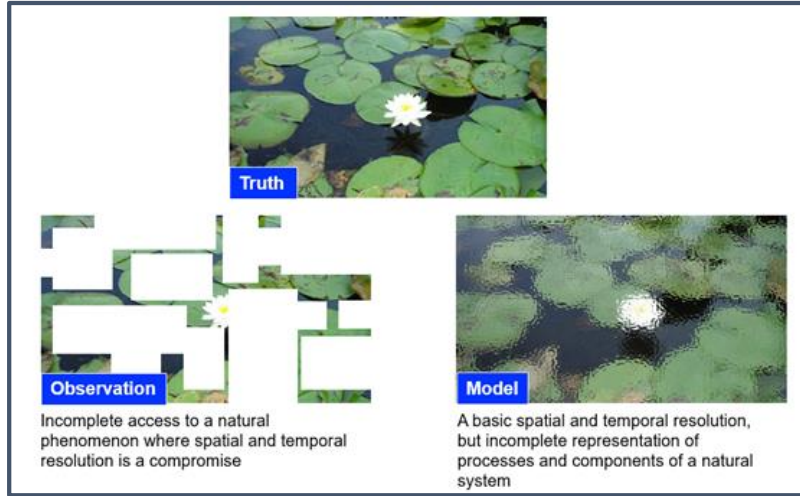 Truth
Observation
Incomplete access to a natural
phenomenon where spatial and temporal
resolution is a compromise
Model
A basic spatial and temporal resolution,
but incomplete representation of
processes and components of a natural
system